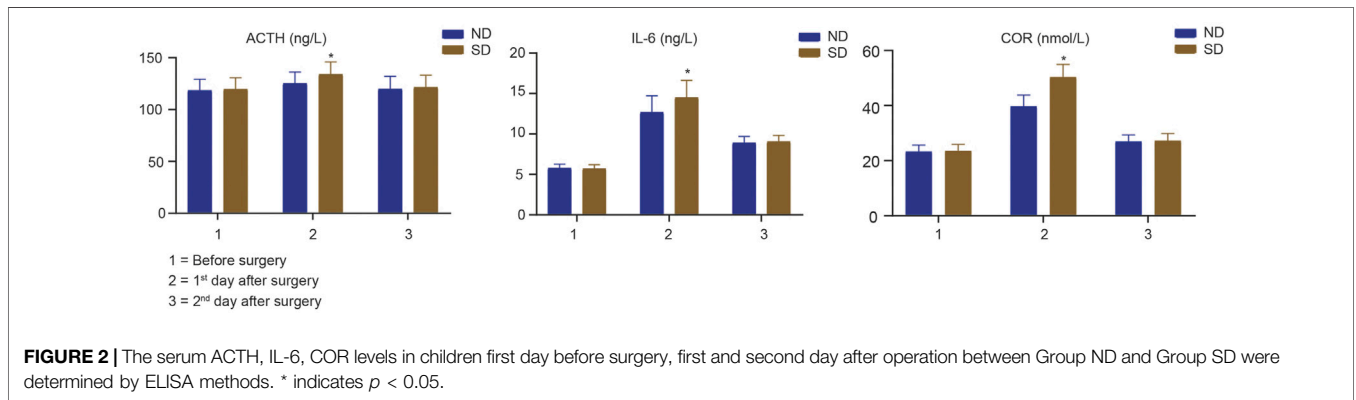 ACTH (ng/L)
ND
SD
*
150
100
50
0
1
2
3
IL-6 (ng/L)
ND
SD
*
20
15
10
5
0
1
2
3
COR (nmol/L)
ND
SD
*
60
40
20
0
1
2
3
1 = Before surgery
2 = 1st day after surgery
3 = 2nd day after surgery
FIGURE 2 | The serum ACTH, IL-6, COR levels in children first day before surgery, first and second day after operation between Group ND and Group SD were
determined by ELISA methods. * indicates p < 0.05.